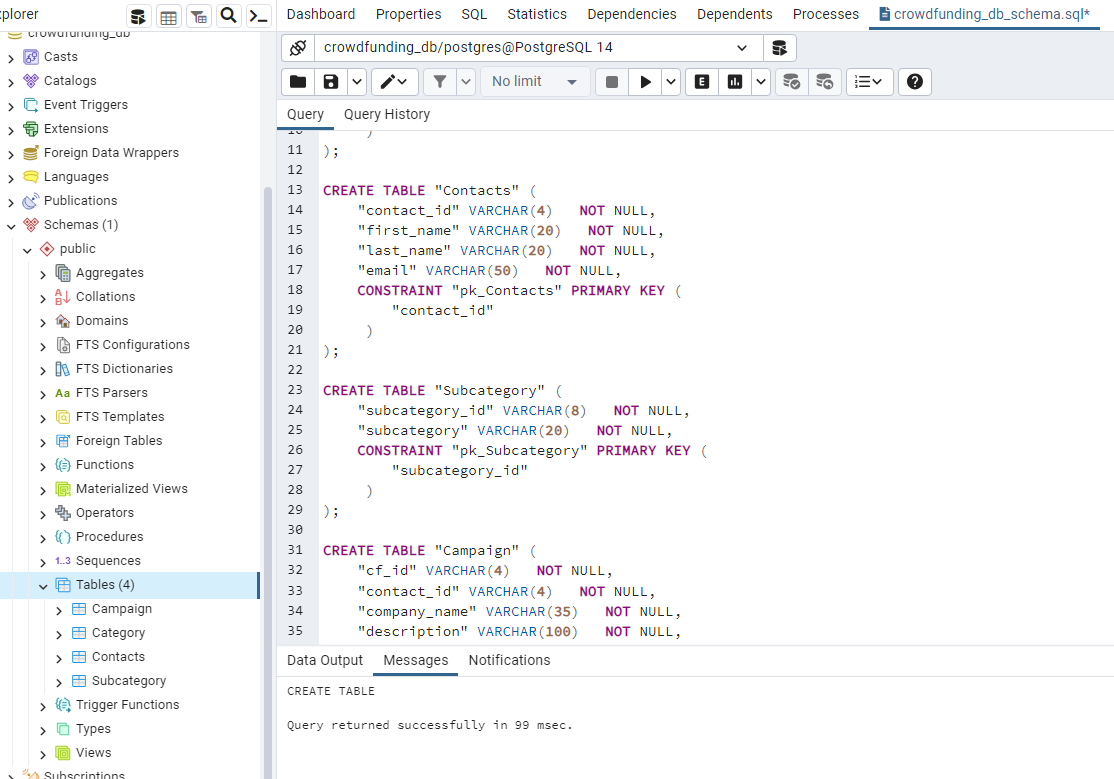 plorer
Dashboard Properties SQL Statistics Dependencies Dependents Processes crowdfunding_db_schema.sql*
crowdfunding_db
Casts
Catalogs
Event Triggers
Extensions
Foreign Data Wrappers
Languages
Publications
Schemas (1)
public
Aggregates
Collations
Domains
FTS Configurations
FTS Dictionaries
Aa FTS Parsers
FTS Templates
Foreign Tables
Functions
Materialized Views
Operators
Procedures
1..3 Sequences
Tables (4)
Campaign
Category
Contacts
Subcategory
Trigger Functions
Types
Views
Subscriptions
crowdfunding_db/postgres@PostgreSQL 14
No limit
E
Query Query History
10 )
11 );
12
13 CREATE TABLE "Contacts" (
14 "contact_id" VARCHAR(4) NOT NULL,
15 "first_name" VARCHAR(20) NOT NULL,
16 "last_name" VARCHAR(20) NOT NULL,
17 "email" VARCHAR(50) NOT NULL,
18 CONSTRAINT "pk_Contacts" PRIMARY KEY (
19 "contact_id"
20 )
21 );
22
23 CREATE TABLE "Subcategory" (
24 "subcategory_id" VARCHAR(8) NOT NULL,
25 "subcategory" VARCHAR(20) NOT NULL,
26 CONSTRAINT "pk_Subcategory" PRIMARY KEY (
27 "subcategory_id"
28 )
29 );
30
31 CREATE TABLE "Campaign" (
32 "cf_id" VARCHAR(4) NOT NULL,
33 "contact_id" VARCHAR(4) NOT NULL,
34 "company_name" VARCHAR(35) NOT NULL,
35 "description" VARCHAR(100) NOT NULL,
Data Output Messages Notifications
CREATE TABLE
Query returned successfully in 99 msec.